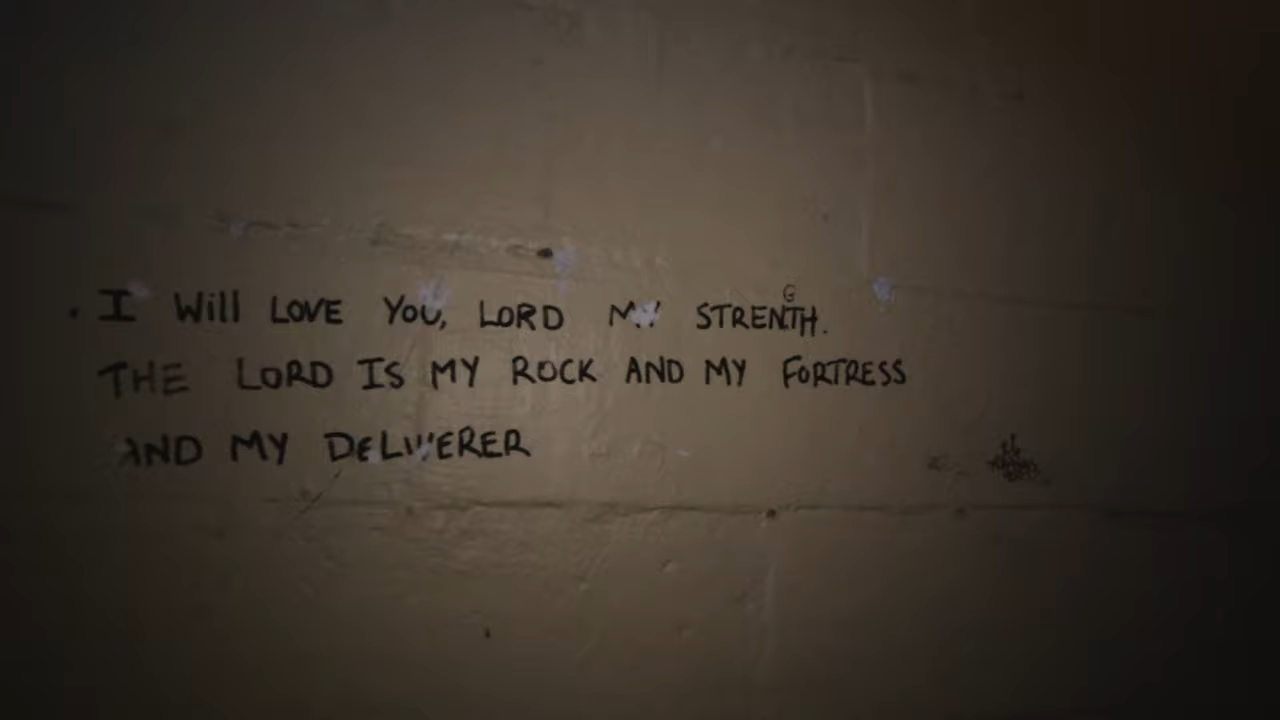 . I Will LOVE YOU, LORD MY STRENGTH.
THE LORD IS MY ROCK AND MY FORTRESS
AND MY DELIVERER